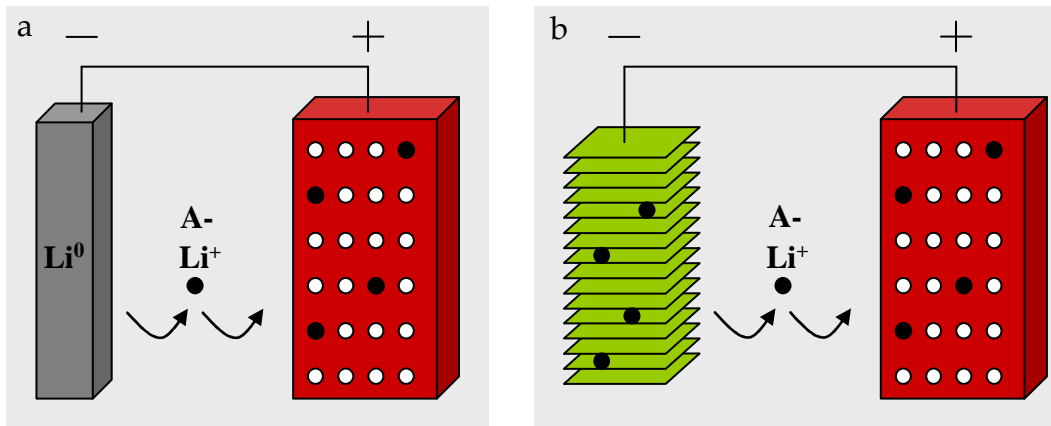 a
— +
Li⁰
A-
Li⁺
b
— +
A-
Li⁺